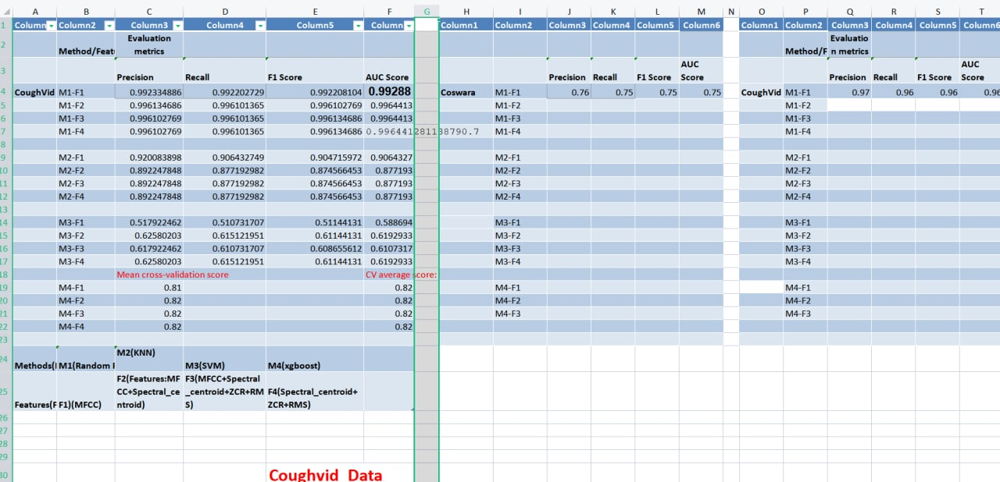 A B C D E F G H I J K L M N O P Q R S T
1 Column Column2 Column3 Column4 Column5 Column Column1 Column2 Column3 Column4 Column5 Column6 Column1 Column2 Column3 Column4 Column5 Column6
2 Method/Feat Evaluation metrics Method/F Evaluatio n metrics
3 Precision Recall F1 Score AUC Score Precision Recall F1 Score AUC Score Precision Recall F1 Score AUC Score
4 CoughVid M1-F1 0.992334886 0.992202729 0.992208104 0.99288 Coswara M1-F1 0.76 0.75 0.75 0.75 CoughVid M1-F1 0.97 0.96 0.96 0.96
5 M1-F2 0.996134686 0.996101365 0.996102769 0.9964413 M1-F2 M1-F2
6 M1-F3 0.996102769 0.996101365 0.996134686 0.9964413 M1-F3 M1-F3
7 M1-F4 0.996102769 0.996101365 0.996134686 0.996441281138790.7 M1-F4 M1-F4
8
9 M2-F1 0.920083898 0.906432749 0.904715972 0.9064327 M2-F1 M2-F1
10 M2-F2 0.892247848 0.877192982 0.874566453 0.877193 M2-F2 M2-F2
11 M2-F3 0.892247848 0.877192982 0.874566453 0.877193 M2-F3 M2-F3
12 M2-F4 0.892247848 0.877192982 0.874566453 0.877193 M2-F4 M2-F4
13
14 M3-F1 0.517922462 0.510731707 0.51144131 0.588694 M3-F1 M3-F1
15 M3-F2 0.62580203 0.615121951 0.61144131 0.6192933 M3-F2 M3-F2
16 M3-F3 0.617922462 0.610731707 0.608655612 0.6107317 M3-F3 M3-F3
17 M3-F4 0.62580203 0.615121951 0.61144131 0.6192933 M3-F4 M3-F4
18 Mean cross-validation score CV average score:
19 M4-F1 0.81 0.82 M4-F1 M4-F1
20 M4-F2 0.82 0.82 M4-F2 M4-F2
21 M4-F3 0.82 0.82 M4-F3 M4-F3
22 M4-F4 0.82 0.82
23
24 Methods( M1(Random M2(KNN) M3(SVM) M4(xgboost)
25 Features(F F1)(MFCC) F2(Features:MF CC+Spectral_ce ntroid) F3(MFCC+Spectral _centroid+ZCR+RM S) F4(Spectral_centroid+ ZCR+RMS)
26
27
28
29
30 Coughvid Data